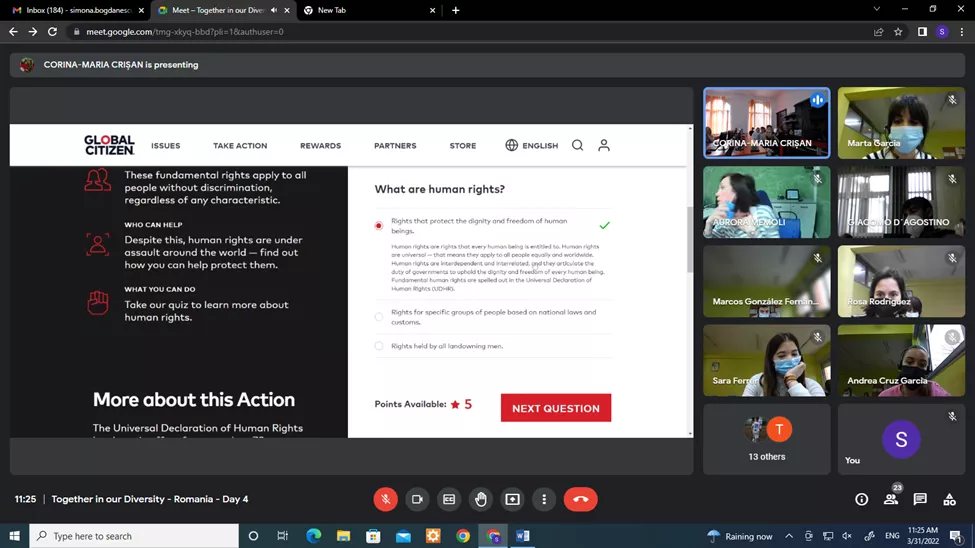 Inbox (184) - simona.bogdanesc
Meet – Together in our Diversity
New Tab
meet.google.com/tmg-xkyq-bbd?pli=1&authuser=0
S
CORINA-MARIA CRIȘAN is presenting
GLOBAL
CITIZEN.
ISSUES
TAKE ACTION
REWARDS
PARTNERS
STORE
ENGLISH
These fundamental rights apply to all
people without discrimination,
regardless of any characteristic.
WHO CAN HELP
Despite this, human rights are under
assault around the world — find out
how you can help protect them.
WHAT YOU CAN DO
Take our quiz to learn more about
human rights.
More about this Action
The Universal Declaration of Human Rights
What are human rights?
Rights that protect the dignity and freedom of human
beings.
Human rights are rights that every human being is entitled to. Human rights
are universal — that means they apply to all people equally and worldwide.
Human rights are interdependent and interrelated, and they articulate the
duty of governments to uphold the dignity and freedom of every human being.
Fundamental human rights are spelled out in the Universal Declaration of
Human Rights (UDHR).
Rights for specific groups of people based on national laws and
customs.
Rights held by all landowning men.
Points Available: 5
NEXT QUESTION
CORINA-MARIA CRIȘAN
Marta García
AURORA MEMOLI
GIACOMO D´AGOSTINO
Marcos González Fernán...
Rosa Rodríguez
Sara Ferrer
Andrea Cruz García
T
13 others
S
You
11:25 | Together in our Diversity - Romania - Day 4
23
Type here to search
Raining now
ENG
11:25 AM
3/31/2022
1